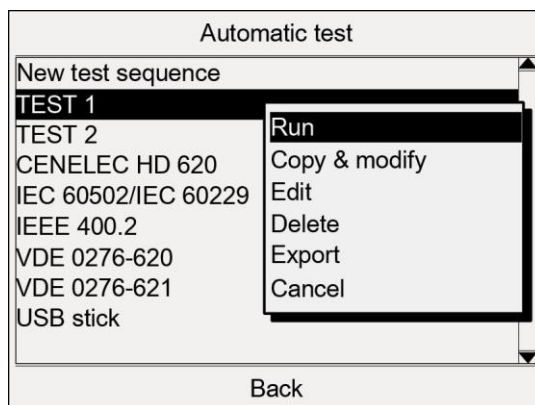 Automatic test
New test sequence
TEST 1
TEST 2
CENELEC HD 620
IEC 60502/IEC 60229
IEEE 400.2
VDE 0276-620
VDE 0276-621
USB stick
Run
Copy & modify
Edit
Delete
Export
Cancel
Back